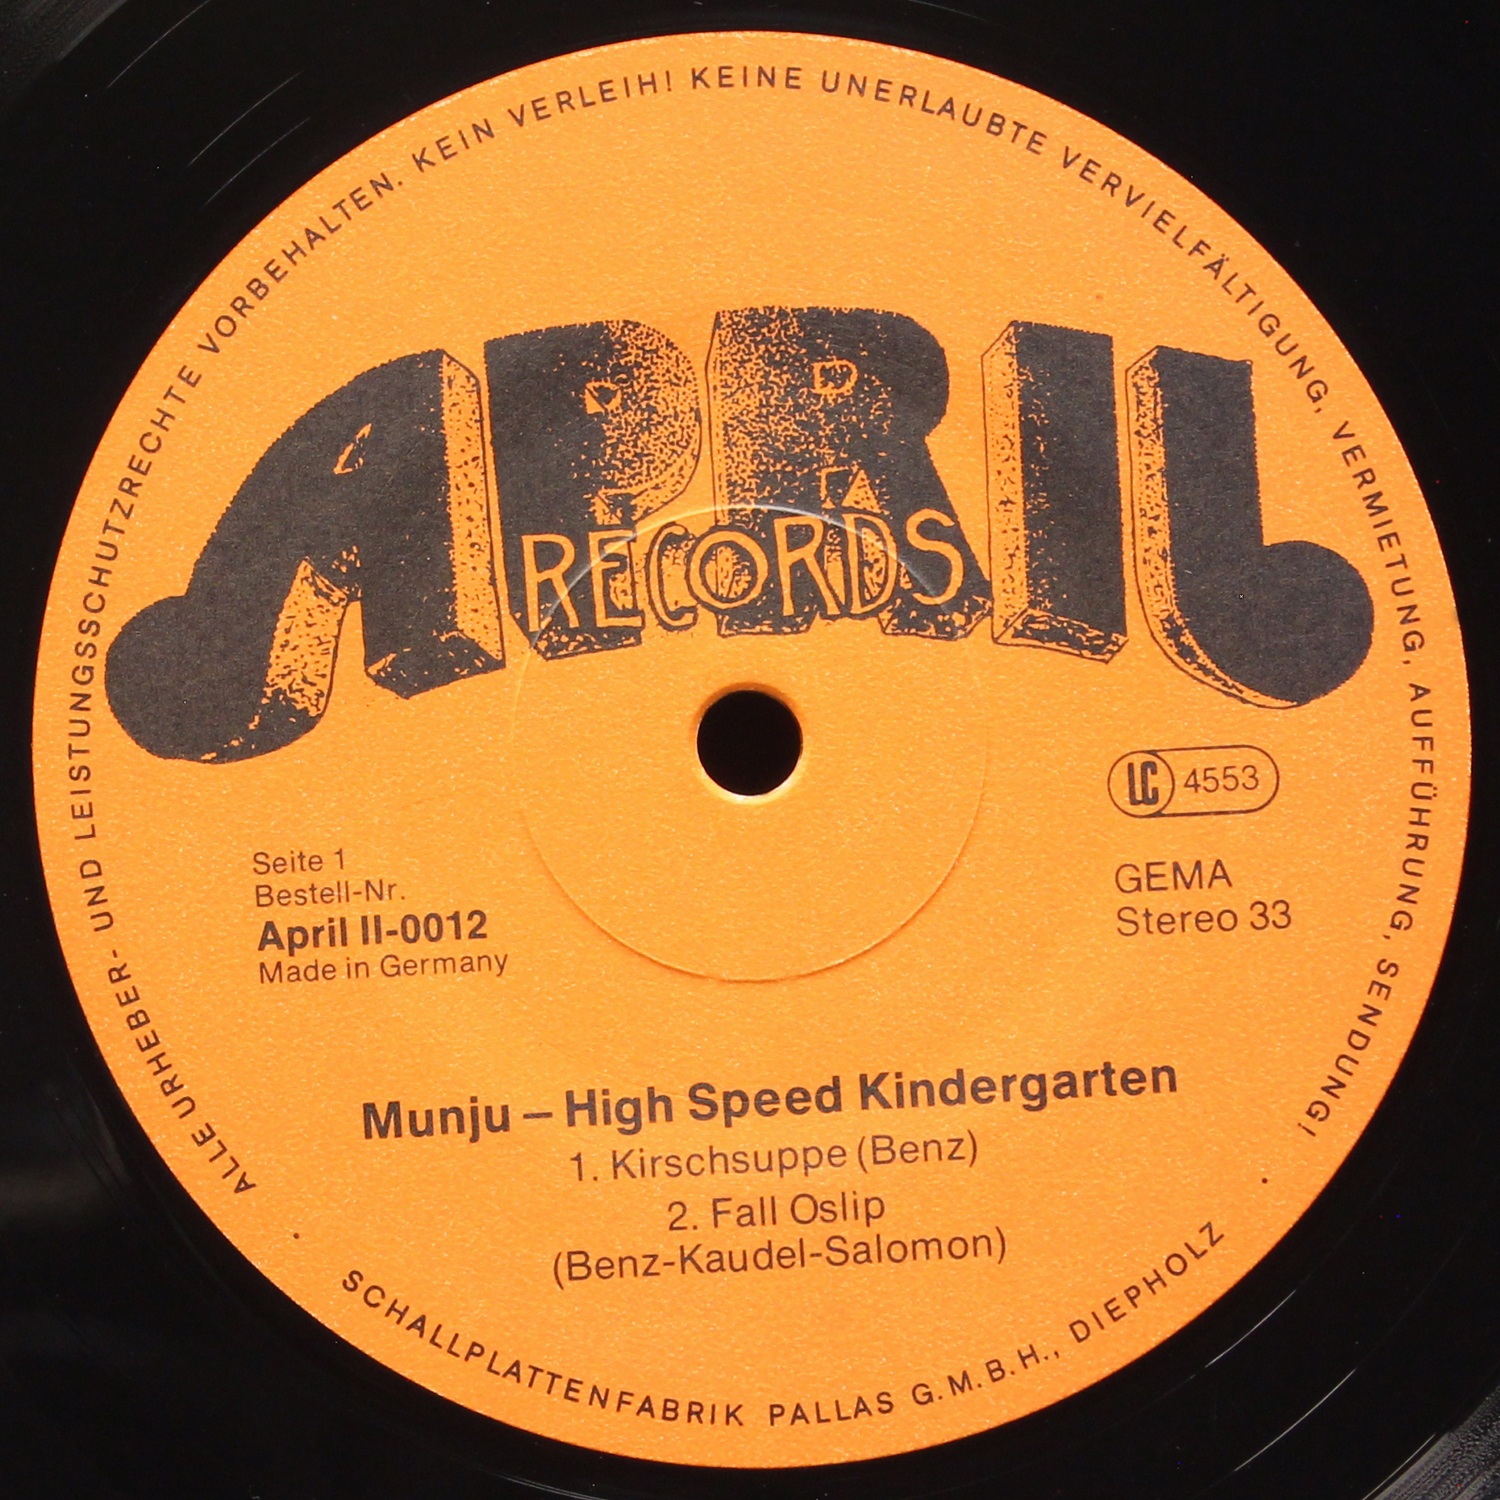 ALLE URHEBER- UND LEISTUNGSSCHUTZRECHTE VORBEHALTEN. KEIN VERLEIH! KEINE UNERLAUBTE VERVIELFÄLTIGUNG, VERMIETUNG, AUFFÜHRUNG, SENDUNG!
APRIL
RECORDS
LC 4553
Seite 1
Bestell-Nr.
April II-0012
Made in Germany
GEMA
Stereo 33
Munju – High Speed Kindergarten
1. Kirschsuppe (Benz)
2. Fall Oslip
(Benz-Kaudel-Salomon)
SCHALLPLATTENFABRIK PALLAS G.M.B.H., DIEPHOLZ